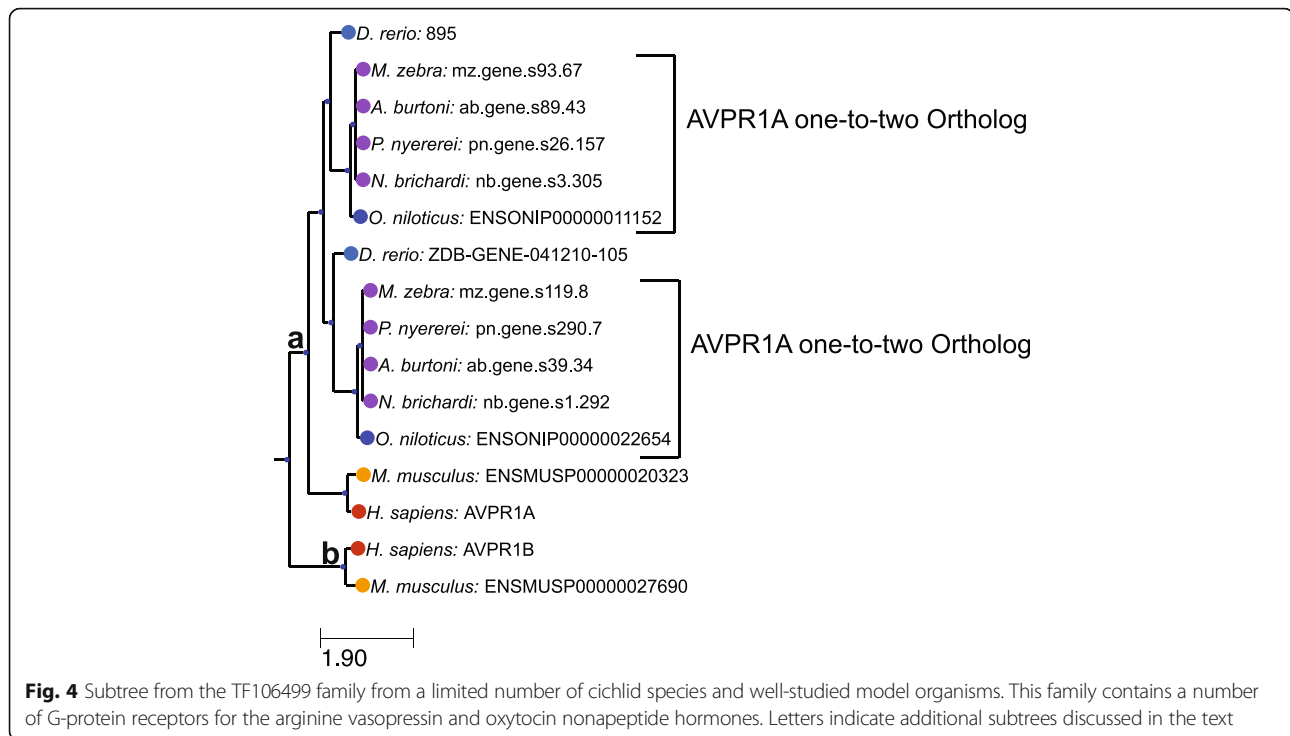 D. rerio: 895
M. zebra: mz.gene.s93.67
A. burtoni: ab.gene.s89.43
AVPR1A one-to-two Ortholog
P. nyererei: pn.gene.s26.157
N. brichardi: nb.gene.s3.305
O. niloticus: ENSONIP00000011152
D. rerio: ZDB-GENE-041210-105
M. zebra: mz.gene.s119.8
P. nyererei: pn.gene.s290.7
a
AVPR1A one-to-two Ortholog
A. burtoni: ab.gene.s39.34
N. brichardi: nb.gene.s1.292
O. niloticus: ENSONIP00000022654
M. musculus: ENSMUSP00000020323
H. sapiens: AVPR1A
b
H. sapiens: AVPR1B
M. musculus: ENSMUSP00000027690
1.90
Fig. 4 Subtree from the TF106499 family from a limited number of cichlid species and well-studied model organisms. This family contains a number
of G-protein receptors for the arginine vasopressin and oxytocin nonapeptide hormones. Letters indicate additional subtrees discussed in the text